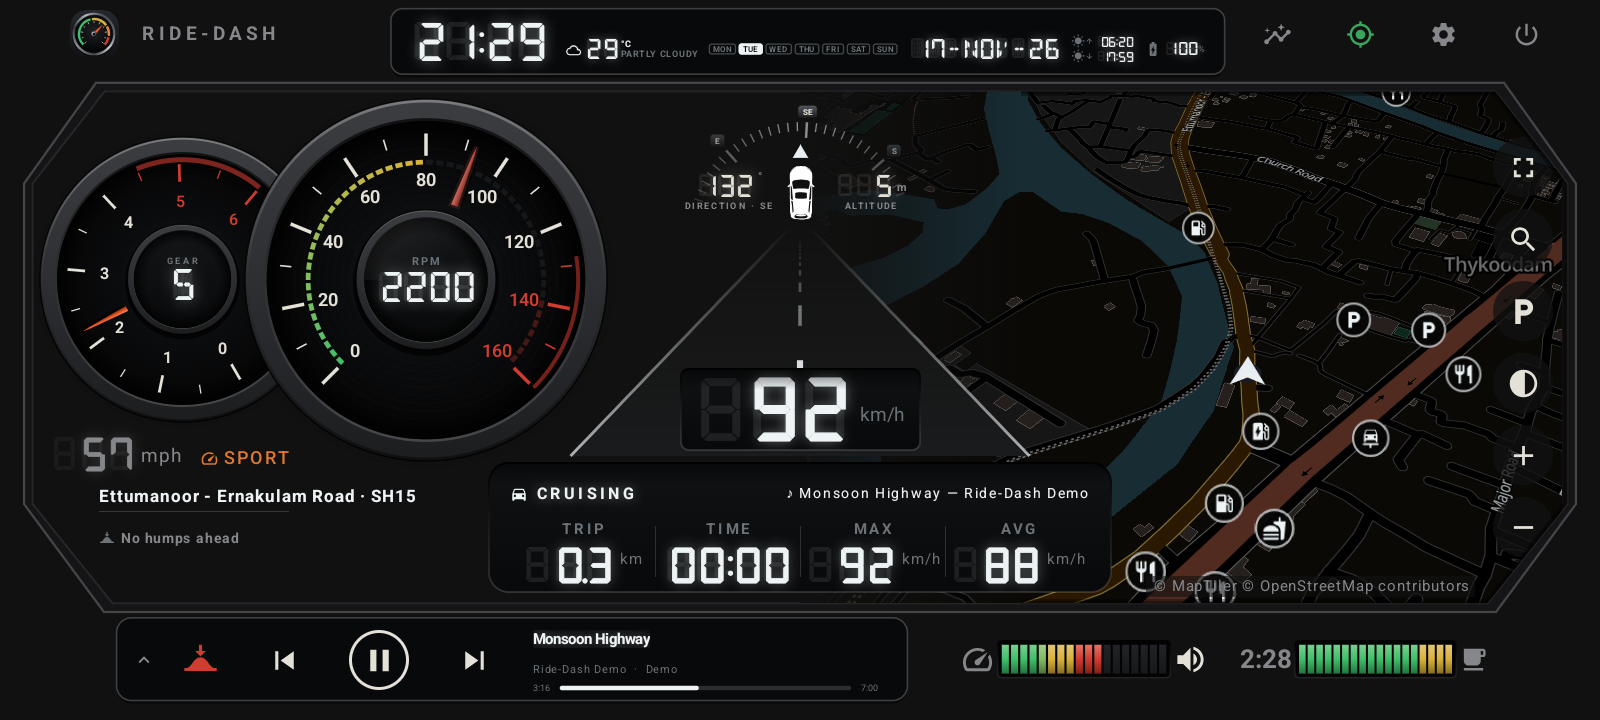 RIDE-DASH
21:29
29 °C
PARTLY CLOUDY
MON TUE WED THU FRI SAT SUN
17-NOV-26
06:20
17:59
100%
0 1 2 3 4 5 6
GEAR
5
0 20 40 60 80 100 120 140 160
RPM
2200
57 mph
SPORT
Ettumanoor - Ernakulam Road · SH15
No humps ahead
E SE S
132°
DIRECTION · SE
5 m
ALTITUDE
92 km/h
CRUISING
♪ Monsoon Highway — Ride-Dash Demo
TRIP TIME MAX AVG
0.3 km 00:00 92 km/h 88 km/h
Church Road
Thykoodam
P
P
P
Major Road
© MapTiler © OpenStreetMap contributors
Monsoon Highway
Ride-Dash Demo · Demo
3:16 7:00
2:28